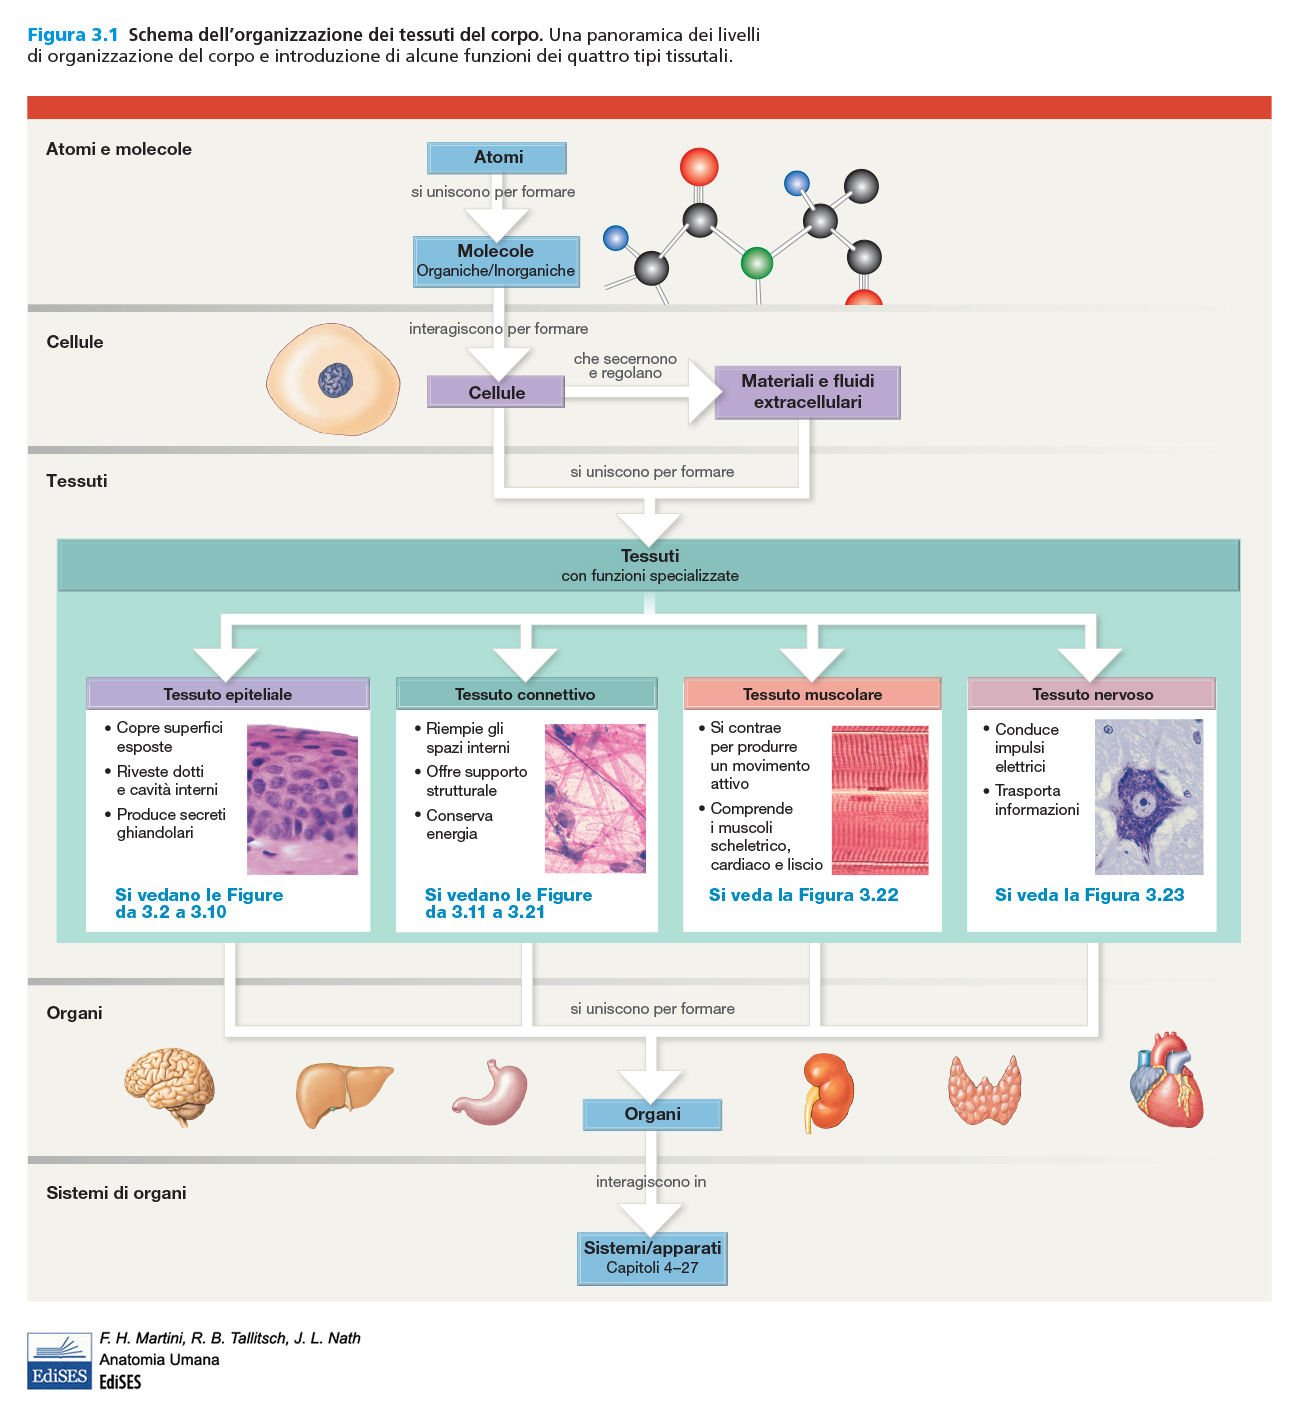 Figura 3.1 Schema dell'organizzazione dei tessuti del corpo. Una panoramica dei livelli
di organizzazione del corpo e introduzione di alcune funzioni dei quattro tipi tissutali.
Atomi e molecole
Atomi
si uniscono per formare
Molecole
Organiche/Inorganiche
interagiscono per formare
Cellule
Cellule
che secernono
e regolano
Materiali e fluidi
extracellulari
si uniscono per formare
Tessuti
Tessuti
con funzioni specializzate
Tessuto epiteliale
• Copre superfici
esposte
• Riveste dotti
e cavità interni
• Produce secreti
ghiandolari
Si vedano le Figure
da 3.2 a 3.10
Tessuto connettivo
• Riempie gli
spazi interni
• Offre supporto
strutturale
• Conserva
energia
Si vedano le Figure
da 3.11 a 3.21
Tessuto muscolare
• Si contrae
per produrre
un movimento
attivo
• Comprende
i muscoli
scheletrico,
cardiaco e liscio
Si veda la Figura 3.22
Tessuto nervoso
• Conduce
impulsi
elettrici
• Trasporta
informazioni
Si veda la Figura 3.23
Organi
si uniscono per formare
Organi
interagiscono in
Sistemi di organi
Sistemi/apparati
Capitoli 4–27
EdiSES
F. H. Martini, R. B. Tallitsch, J. L. Nath
Anatomia Umana
EdiSES